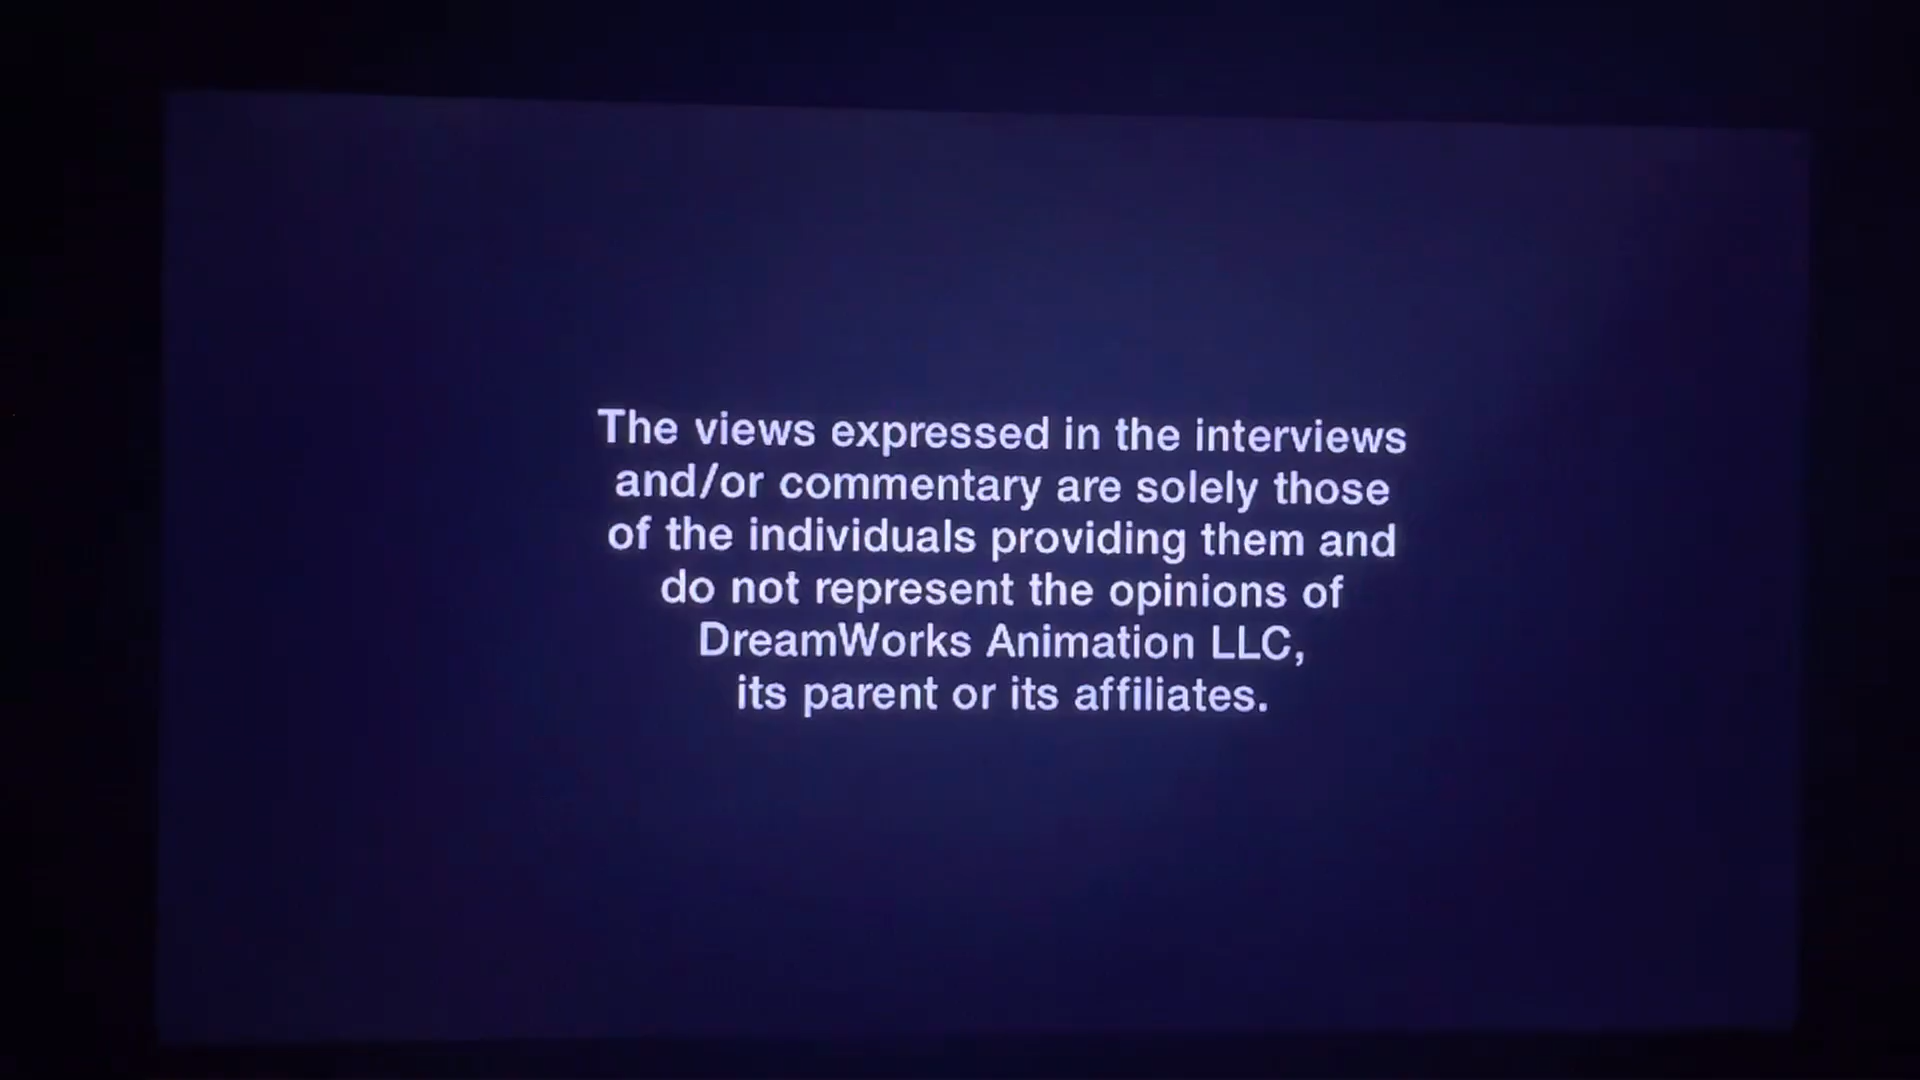 The views expressed in the interviews
and/or commentary are solely those
of the individuals providing them and
do not represent the opinions of
DreamWorks Animation LLC,
its parent or its affiliates.